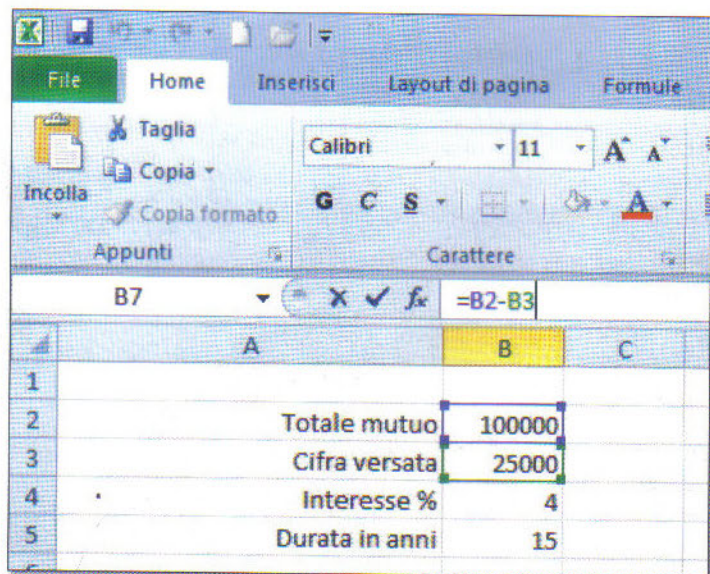 File Home Inserisci Layout di pagina Formule
Taglia
Copia
Copia formato
Incolla
Appunti
Calibri 11 A A
G C S A
Carattere
B7 fx =B2-B3
A B C
1
2 Totale mutuo 100000
3 Cifra versata 25000
4 Interesse % 4
5 Durata in anni 15